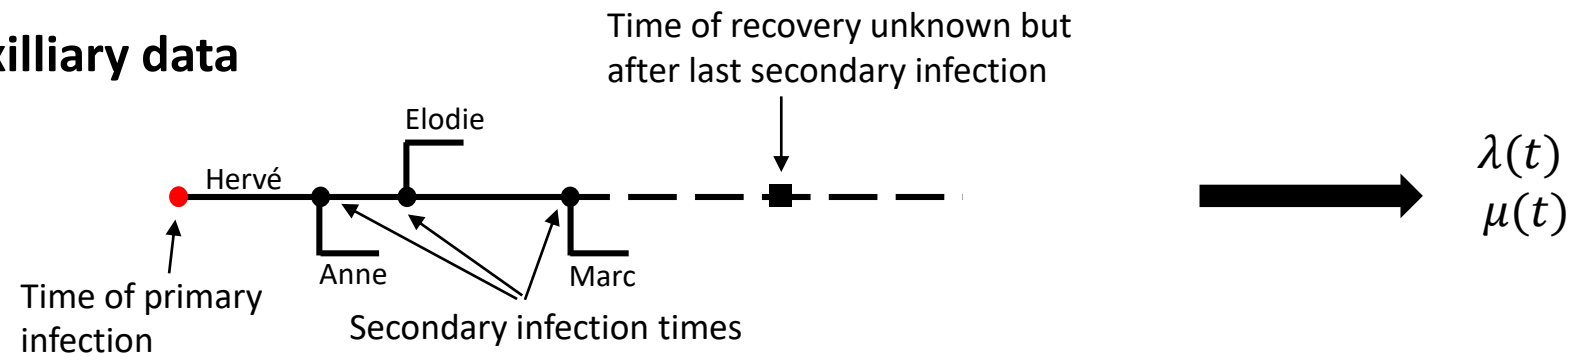 xilliary data
Time of recovery unknown but
after last secondary infection
Elodie
Hervé
Anne
Marc
Time of primary
infection
Secondary infection times
λ(t)
μ(t)